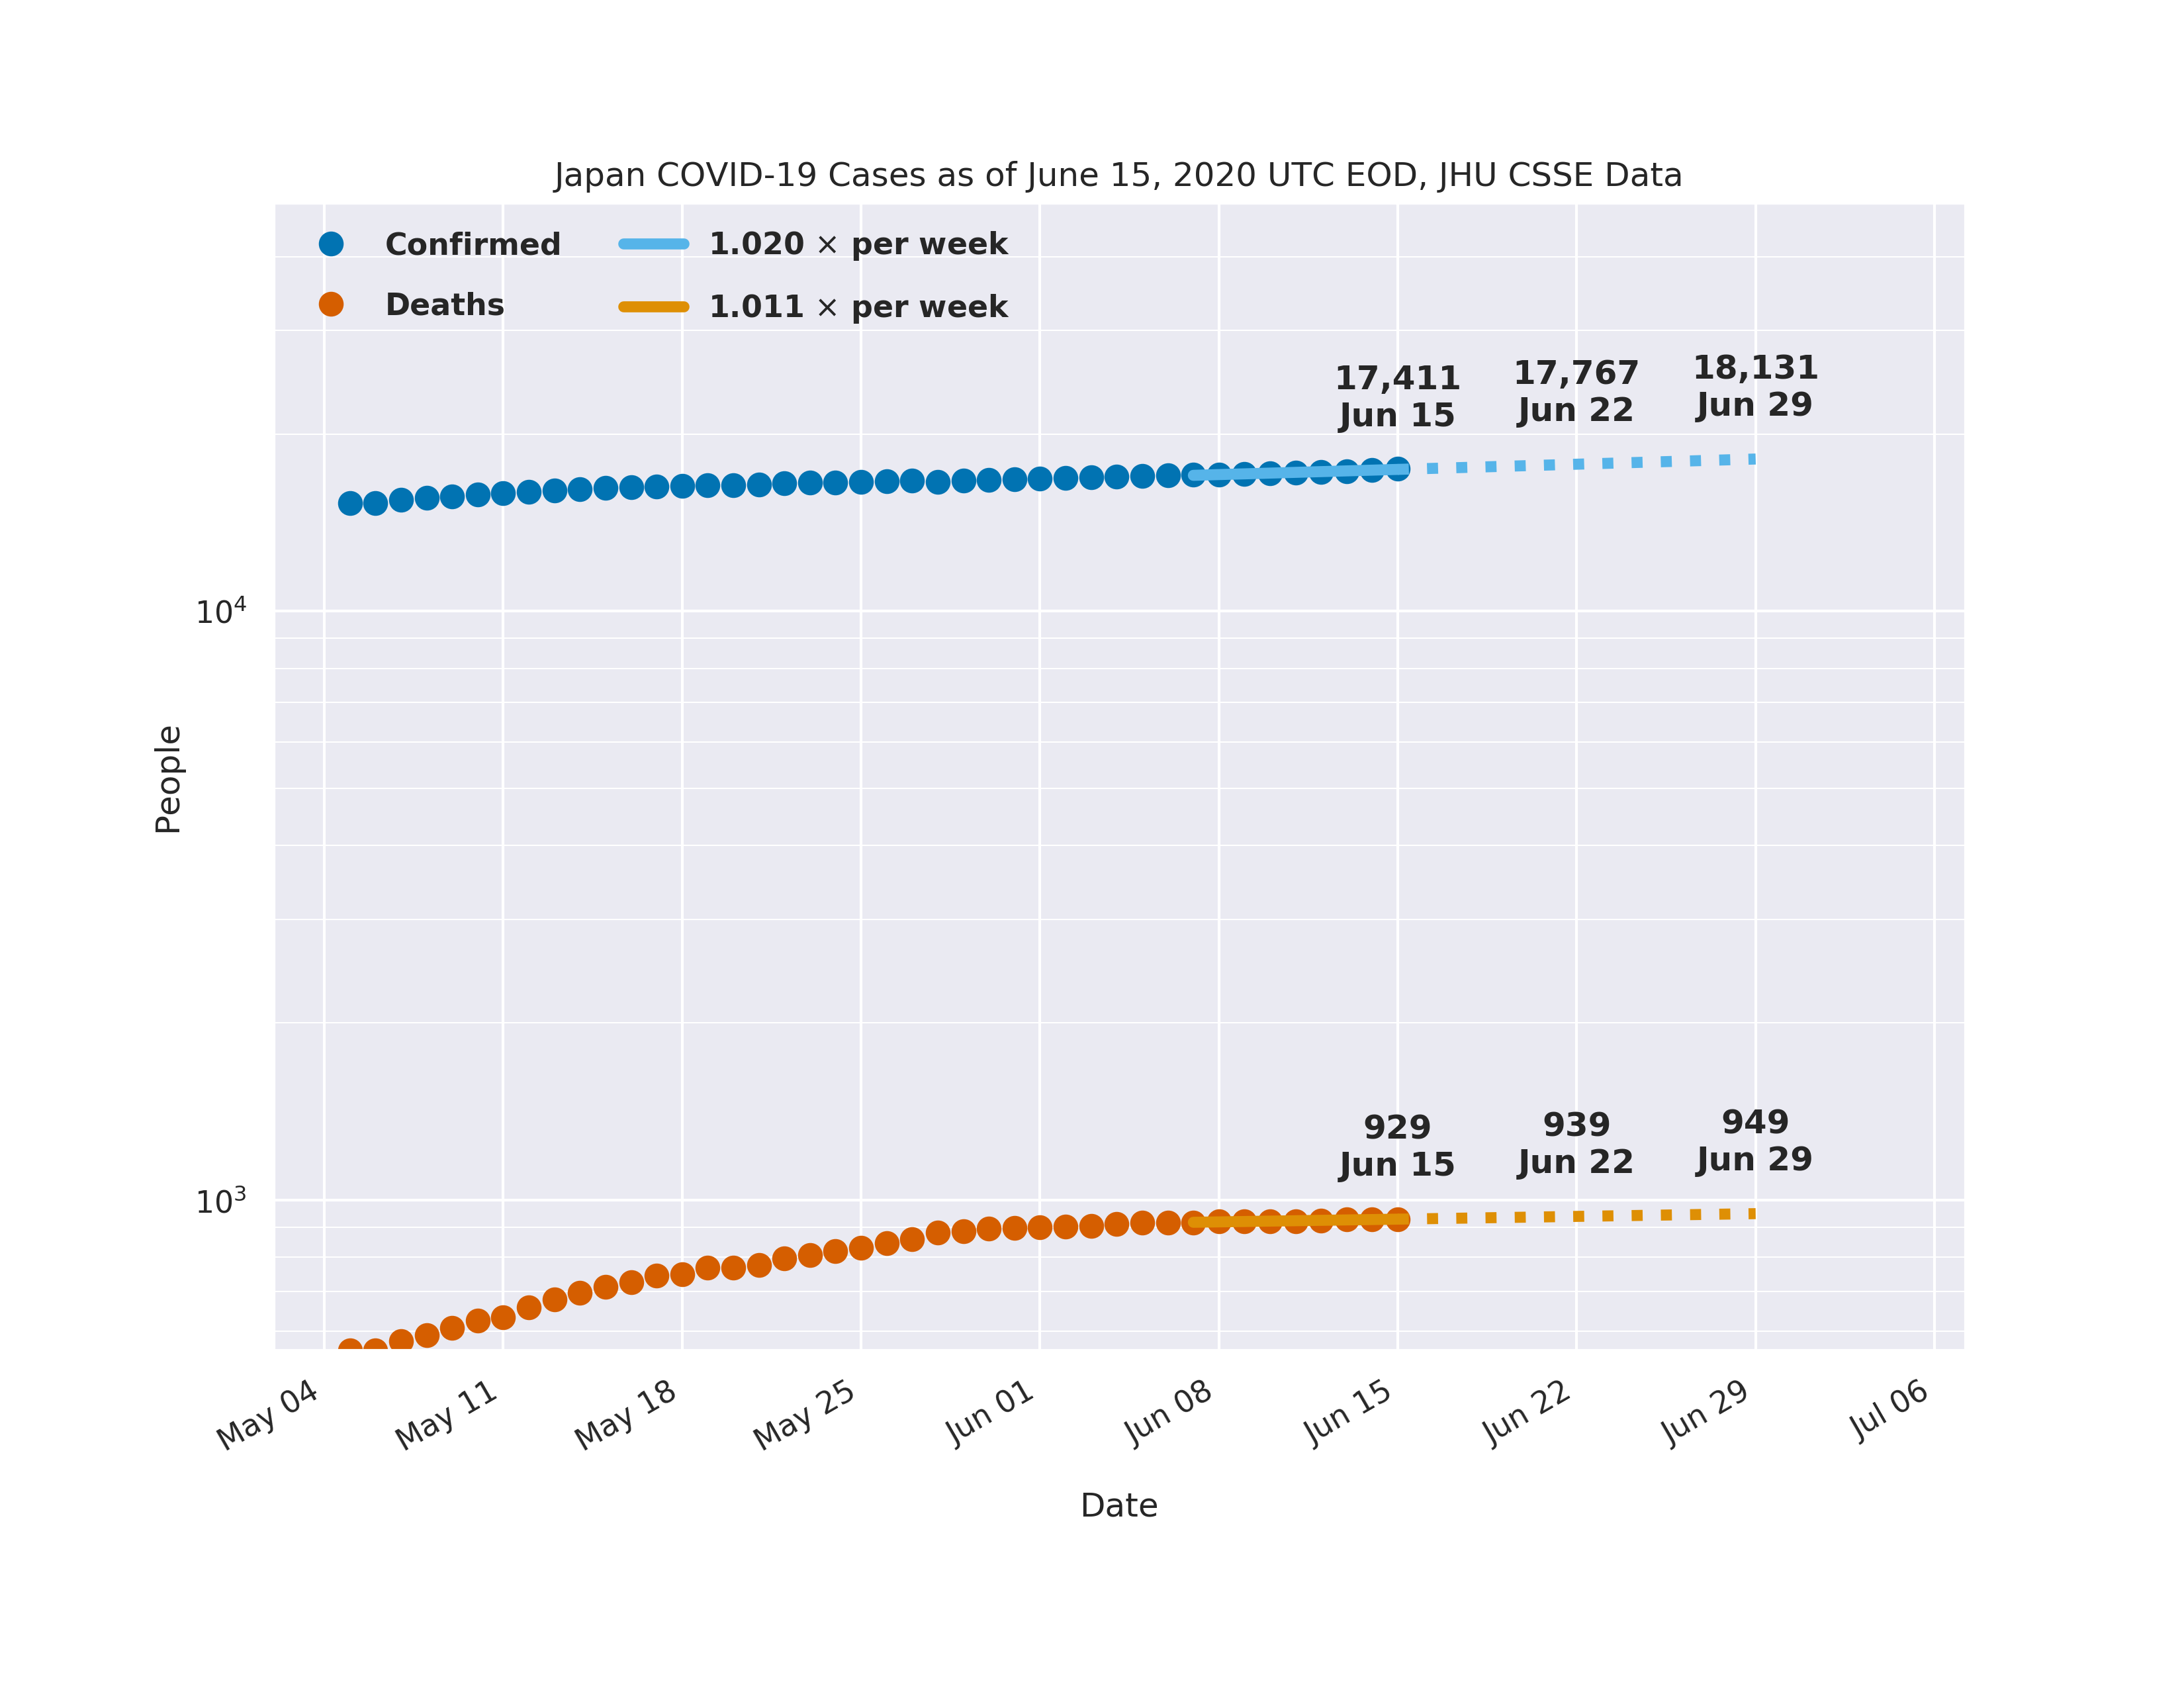 Japan COVID-19 Cases as of June 15, 2020 UTC EOD, JHU CSSE Data
Confirmed
Deaths
1.020 × per week
1.011 × per week
17,411
Jun 15
17,767
Jun 22
18,131
Jun 29
10⁴
People
929
Jun 15
939
Jun 22
949
Jun 29
10³
May 04
May 11
May 18
May 25
Jun 01
Jun 08
Jun 15
Jun 22
Jun 29
Jul 06
Date